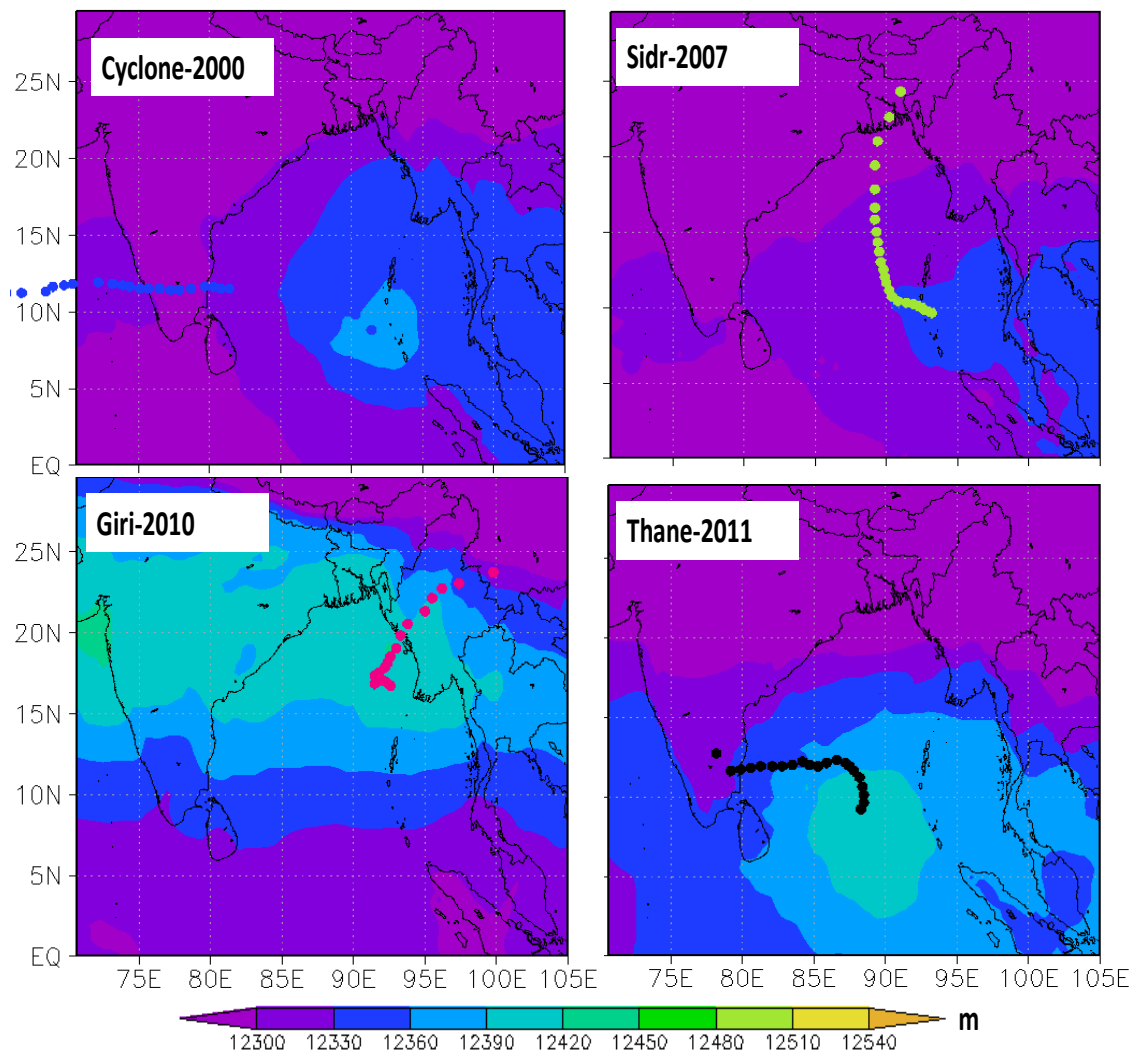 Cyclone-2000
Sidr-2007
25N
20N
15N
10N
5N
EQ
Giri-2010
Thane-2011
25N
20N
15N
10N
5N
EQ
75E 80E 85E 90E 95E 100E 105E
75E 80E 85E 90E 95E 100E 105E
m
12300 12330 12360 12390 12420 12450 12480 12510 12540